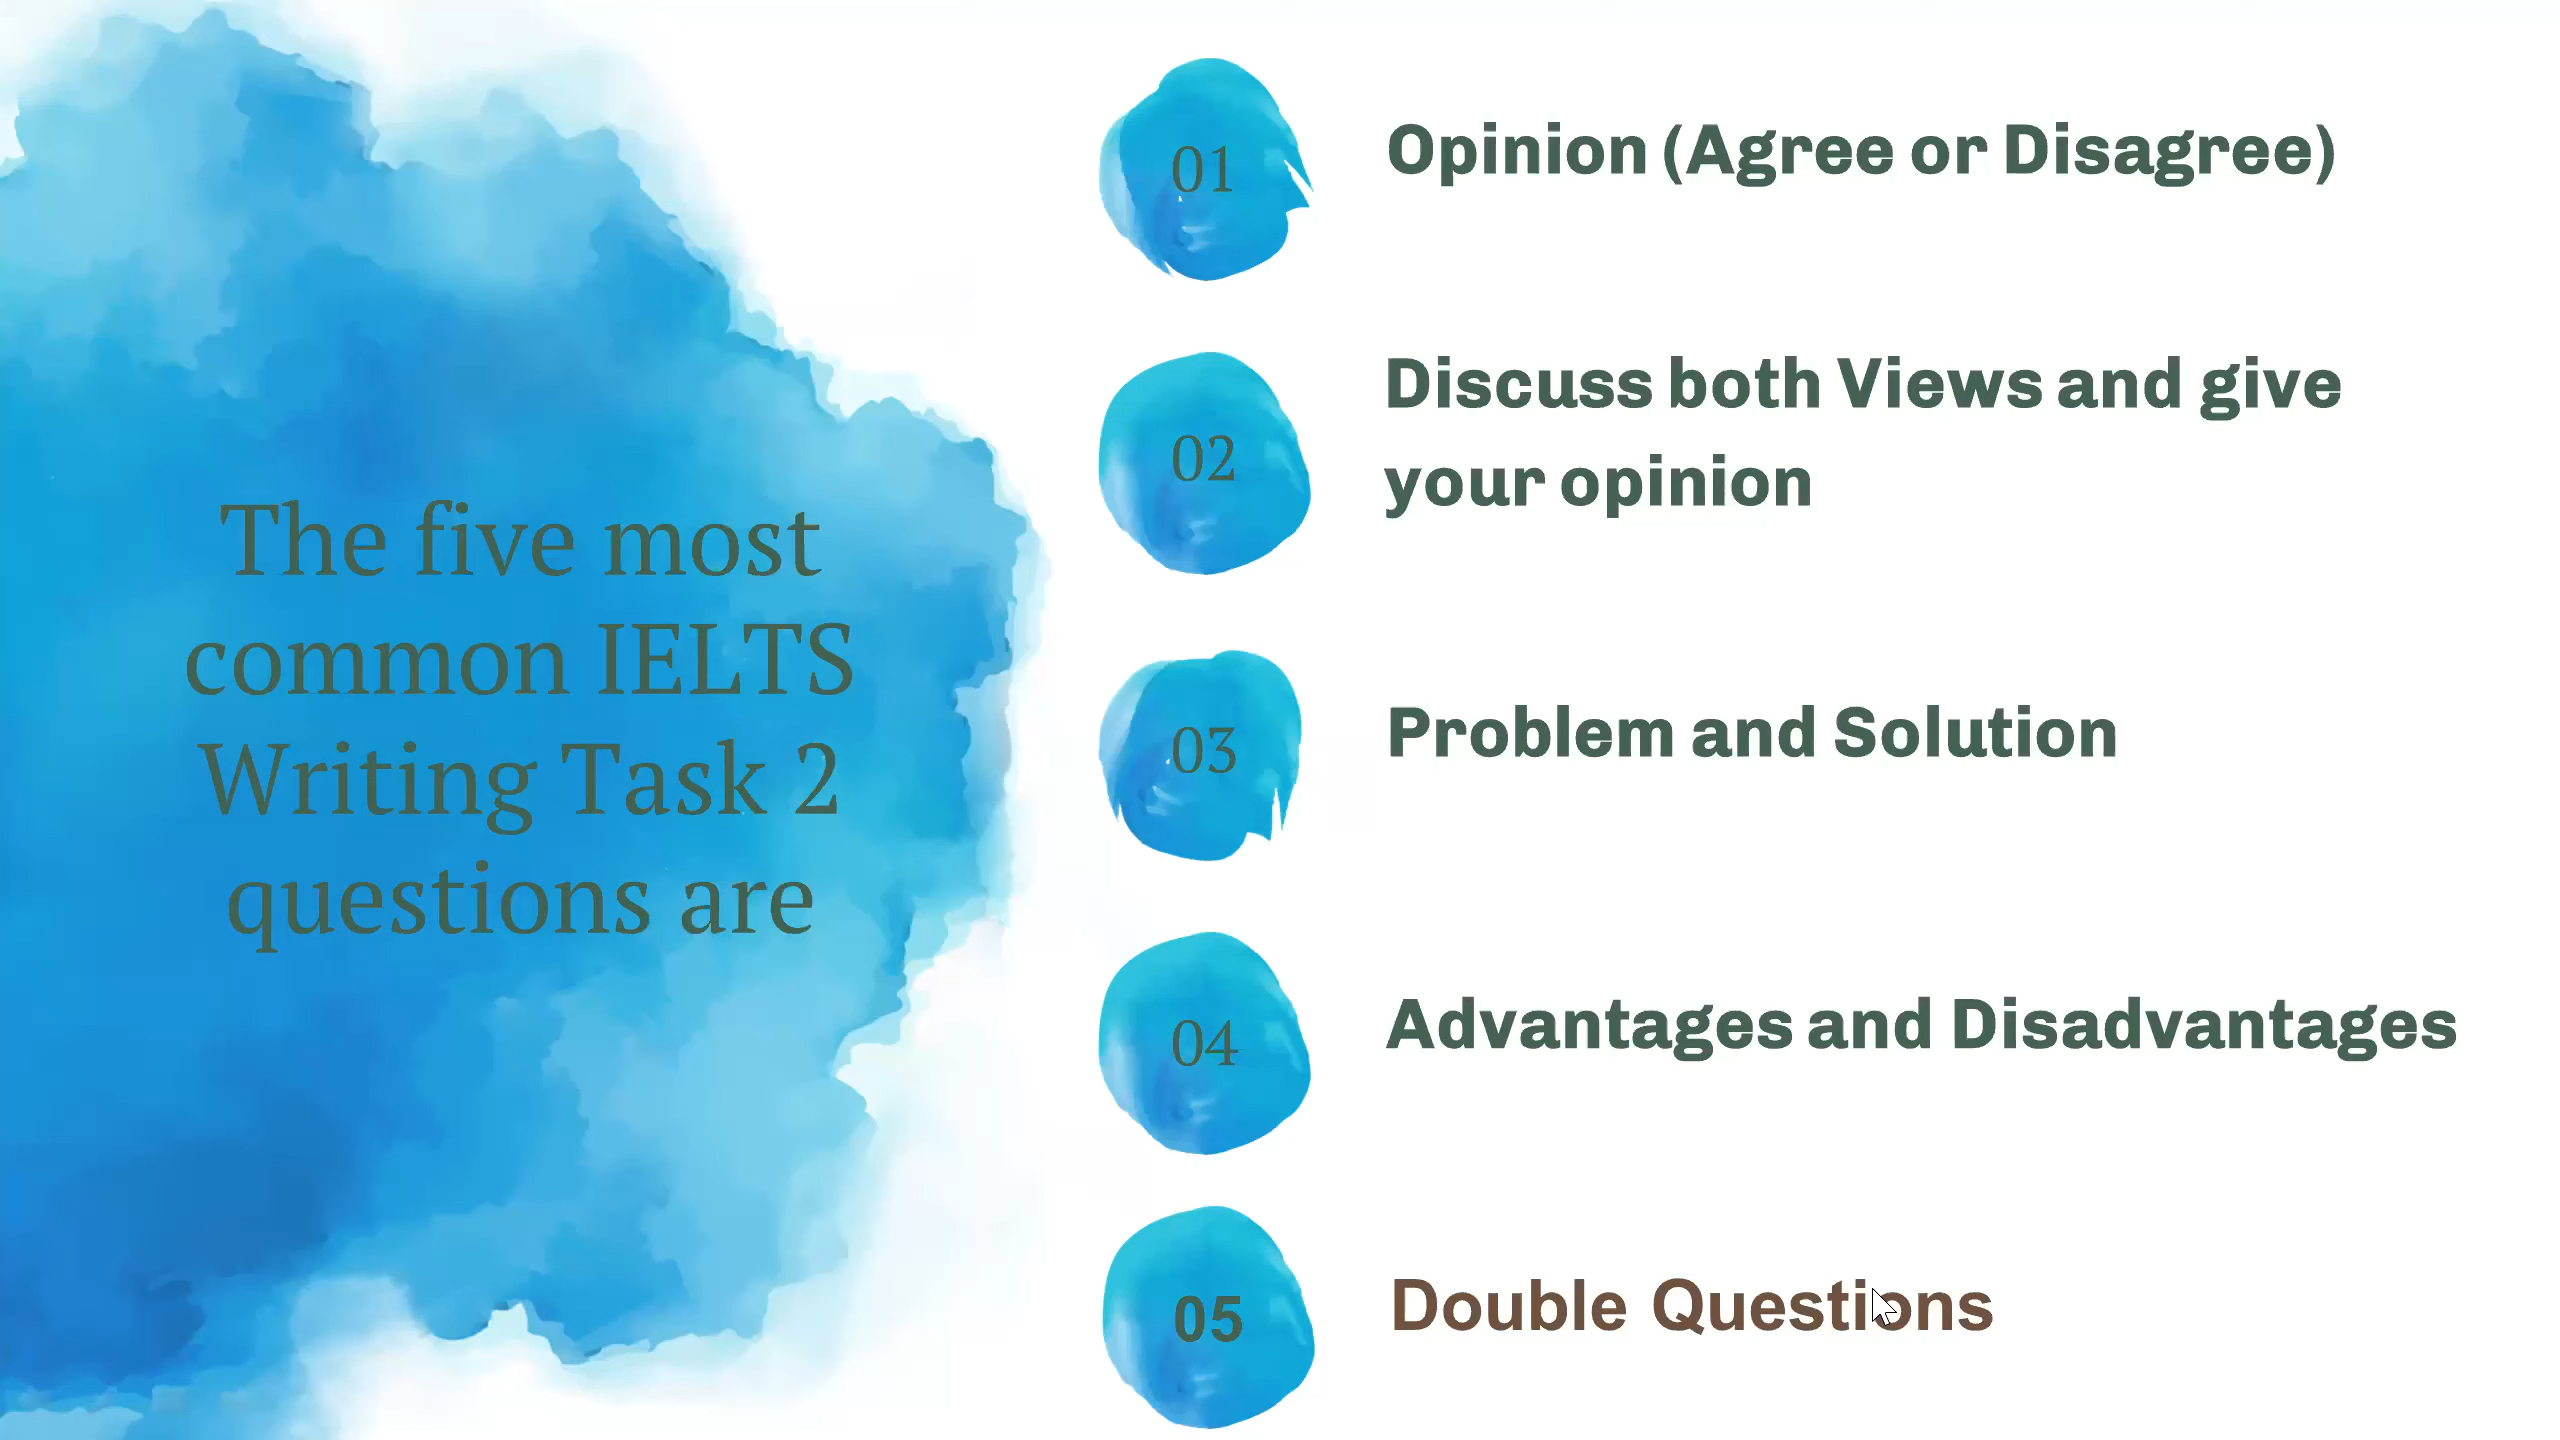 The five most
common IELTS
Writing Task 2
questions are
01
Opinion (Agree or Disagree)
02
Discuss both Views and give
your opinion
03
Problem and Solution
04
Advantages and Disadvantages
05
Double Questions